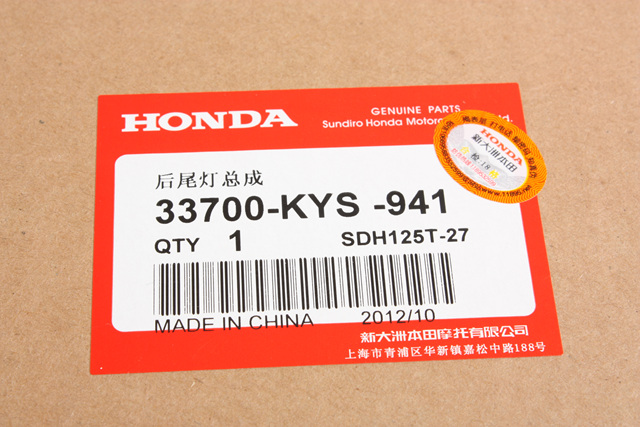 HONDA
GENUINE PARTS
Sundiro Honda Motor Ltd.
后尾灯总成
33700-KYS -941
QTY 1 SDH125T-27
MADE IN CHINA 2012/10
新大洲本田摩托有限公司
上海市青浦区华新镇嘉松中路188号
HONDA
新大洲本田